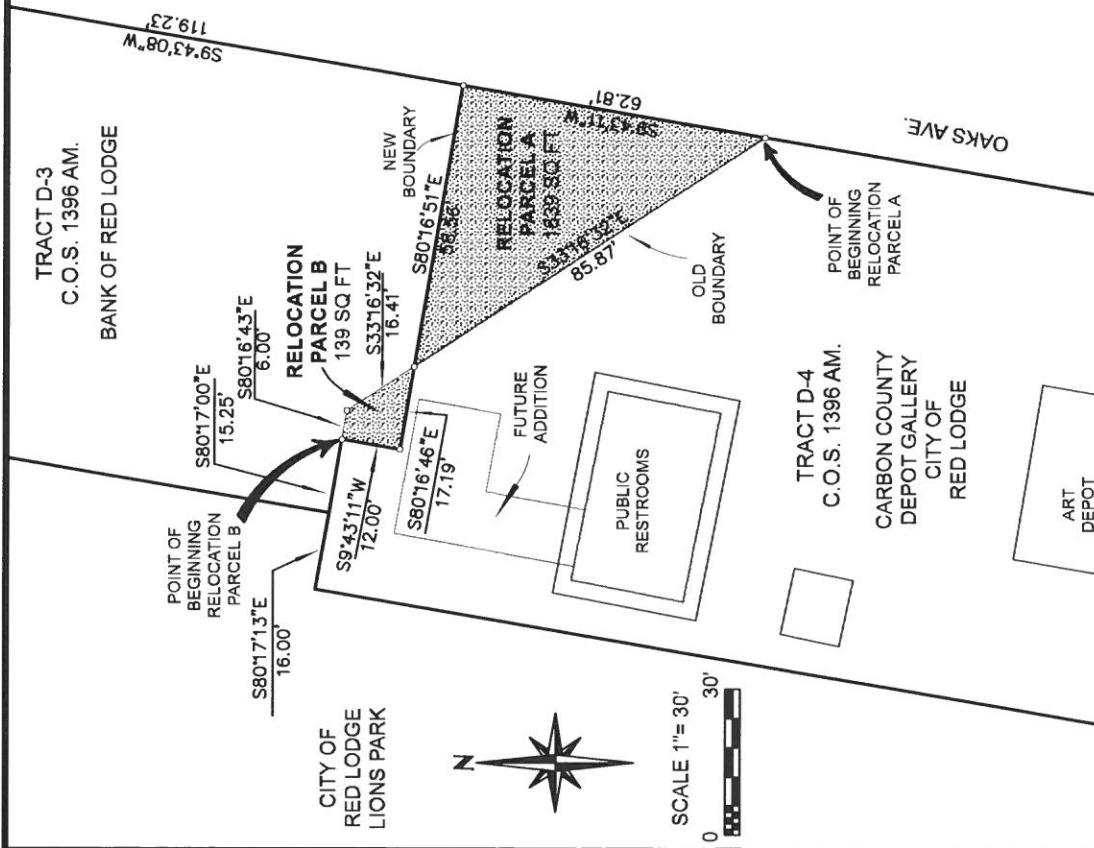 TRACT D-3
C.O.S. 1396 AM.
BANK OF RED LODGE
S9°43'08"W
119.23'
NEW
BOUNDARY
S80°16'51"E
58.56'
RELOCATION
PARCEL A
1839 SQ FT
S9°43'11"W
62.81'
OAKS AVE.
S33°16'32"E
85.87'
OLD
BOUNDARY
POINT OF
BEGINNING
RELOCATION
PARCEL A
S80°17'00"E
15.25'
S80°16'43"E
6.00'
RELOCATION
PARCEL B
139 SQ FT
S33°16'32"E
16.41'
POINT OF
BEGINNING
RELOCATION
PARCEL B
S9°43'11"W
12.00'
S80°16'46"E
17.19'
S80°17'13"E
16.00'
FUTURE
ADDITION
PUBLIC
RESTROOMS
TRACT D-4
C.O.S. 1396 AM.
CARBON COUNTY
DEPOT GALLERY
CITY OF
RED LODGE
ART
DEPOT
CITY OF
RED LODGE
LIONS PARK
N
SCALE 1"= 30'
0 30'